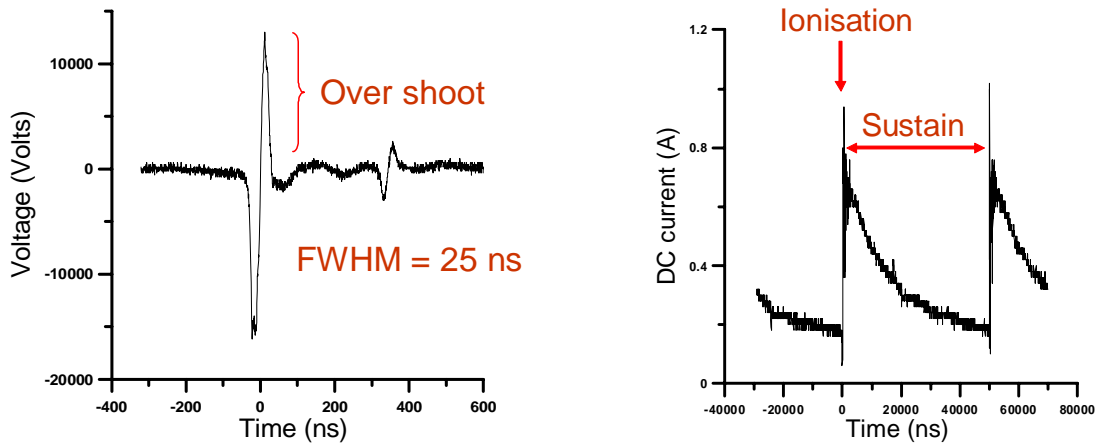 10000
0
-10000
-20000
-400
-200
0
200
400
600
Voltage (Volts)
Time (ns)
Over shoot
FWHM = 25 ns
Ionisation
Sustain
1.2
0.8
0.4
0
-40000
-20000
0
20000
40000
60000
80000
DC current (A)
Time (ns)